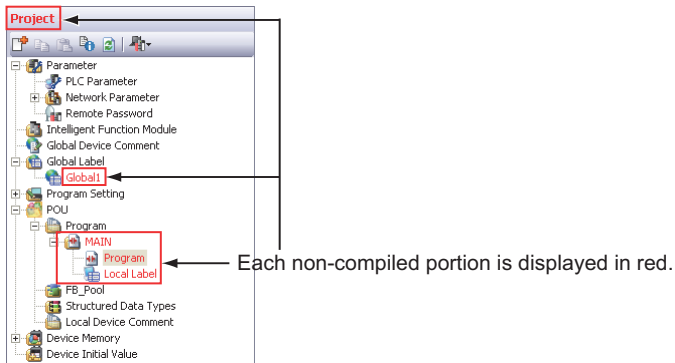 Project
Parameter
PLC Parameter
Network Parameter
Remote Password
Intelligent Function Module
Global Device Comment
Global Label
Global1
Program Setting
POU
Program
MAIN
Program
Local Label
FB_Pool
Structured Data Types
Local Device Comment
Device Memory
Device Initial Value
Each non-compiled portion is displayed in red.